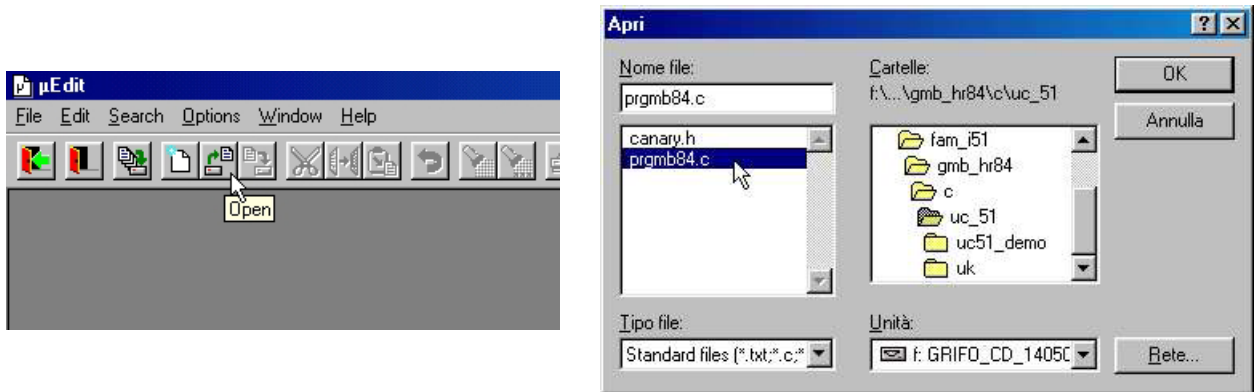 µEdit
File Edit Search Options Window Help
Open
Apri
Nome file:
prgmb84.c
canary.h
prgmb84.c
Cartelle:
f:\...\gmb_hr84\c\uc_51
fam_i51
gmb_hr84
c
uc_51
uc51_demo
uk
OK
Annulla
Tipo file:
Standard files (*.txt;*.c;*
Unità:
f: GRIFO_CD_1405
Rete...